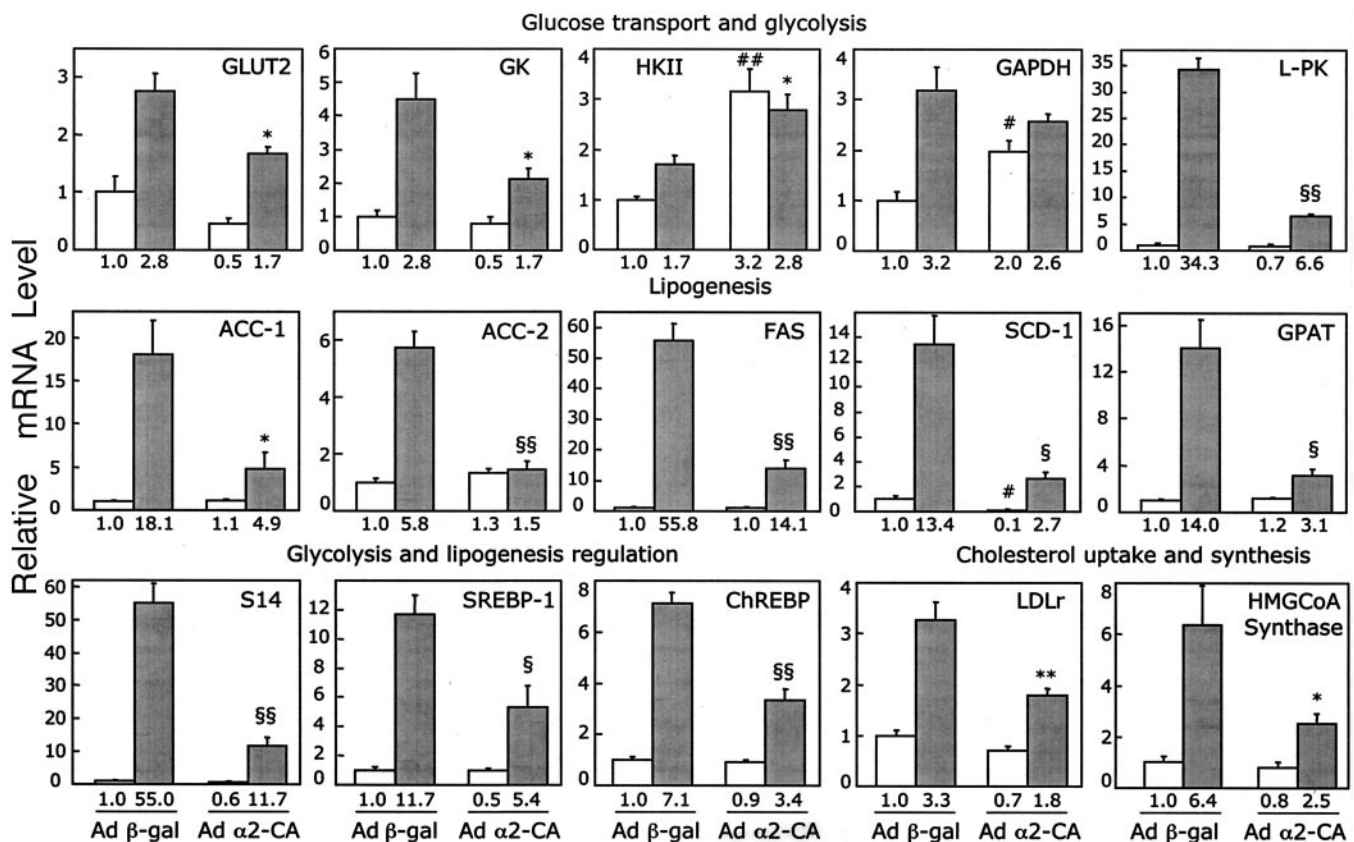 Glucose transport and glycolysis
GLUT2 GK HKII GAPDH L-PK
3 2 1 0
6 5 4 3 2 1 0
4 3 2 1 0
4 3 2 1 0
35 30 25 20 15 10 5 0
* * ## * # §§
1.0 2.8 0.5 1.7 1.0 2.8 0.5 1.7 1.0 1.7 3.2 2.8 1.0 3.2 2.0 2.6 1.0 34.3 0.7 6.6
Relative mRNA Level
Lipogenesis
ACC-1 ACC-2 FAS SCD-1 GPAT
20 15 10 5 0
6 4 2 0
60 50 40 30 20 10 0
14 12 10 8 6 4 2 0
16 12 8 4 0
* §§ §§ # § §
1.0 18.1 1.1 4.9 1.0 5.8 1.3 1.5 1.0 55.8 1.0 14.1 1.0 13.4 0.1 2.7 1.0 14.0 1.2 3.1
Glycolysis and lipogenesis regulation Cholesterol uptake and synthesis
S14 SREBP-1 ChREBP LDLr HMGCoA
Synthase
60 50 40 30 20 10 0
12 10 8 6 4 2 0
8 6 4 2 0
4 3 2 1 0
8 6 4 2 0
§§ § §§ ** *
1.0 55.0 0.6 11.7 1.0 11.7 0.5 5.4 1.0 7.1 0.9 3.4 1.0 3.3 0.7 1.8 1.0 6.4 0.8 2.5
Ad β-gal Ad α2-CA Ad β-gal Ad α2-CA Ad β-gal Ad α2-CA Ad β-gal Ad α2-CA Ad β-gal Ad α2-CA